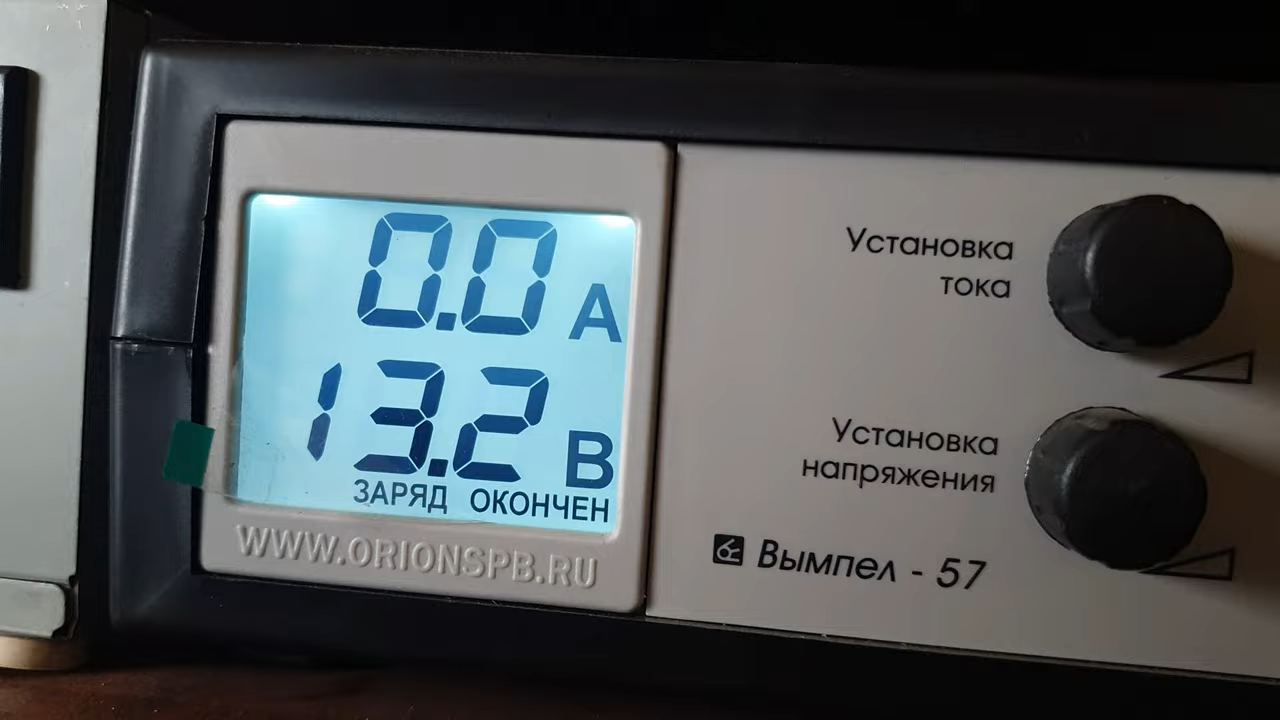 0.0 А
13.2 В
ЗАРЯД ОКОНЧЕН
WWW.ORIONSPB.RU
Установка
тока
Установка
напряжения
Вымпел - 57